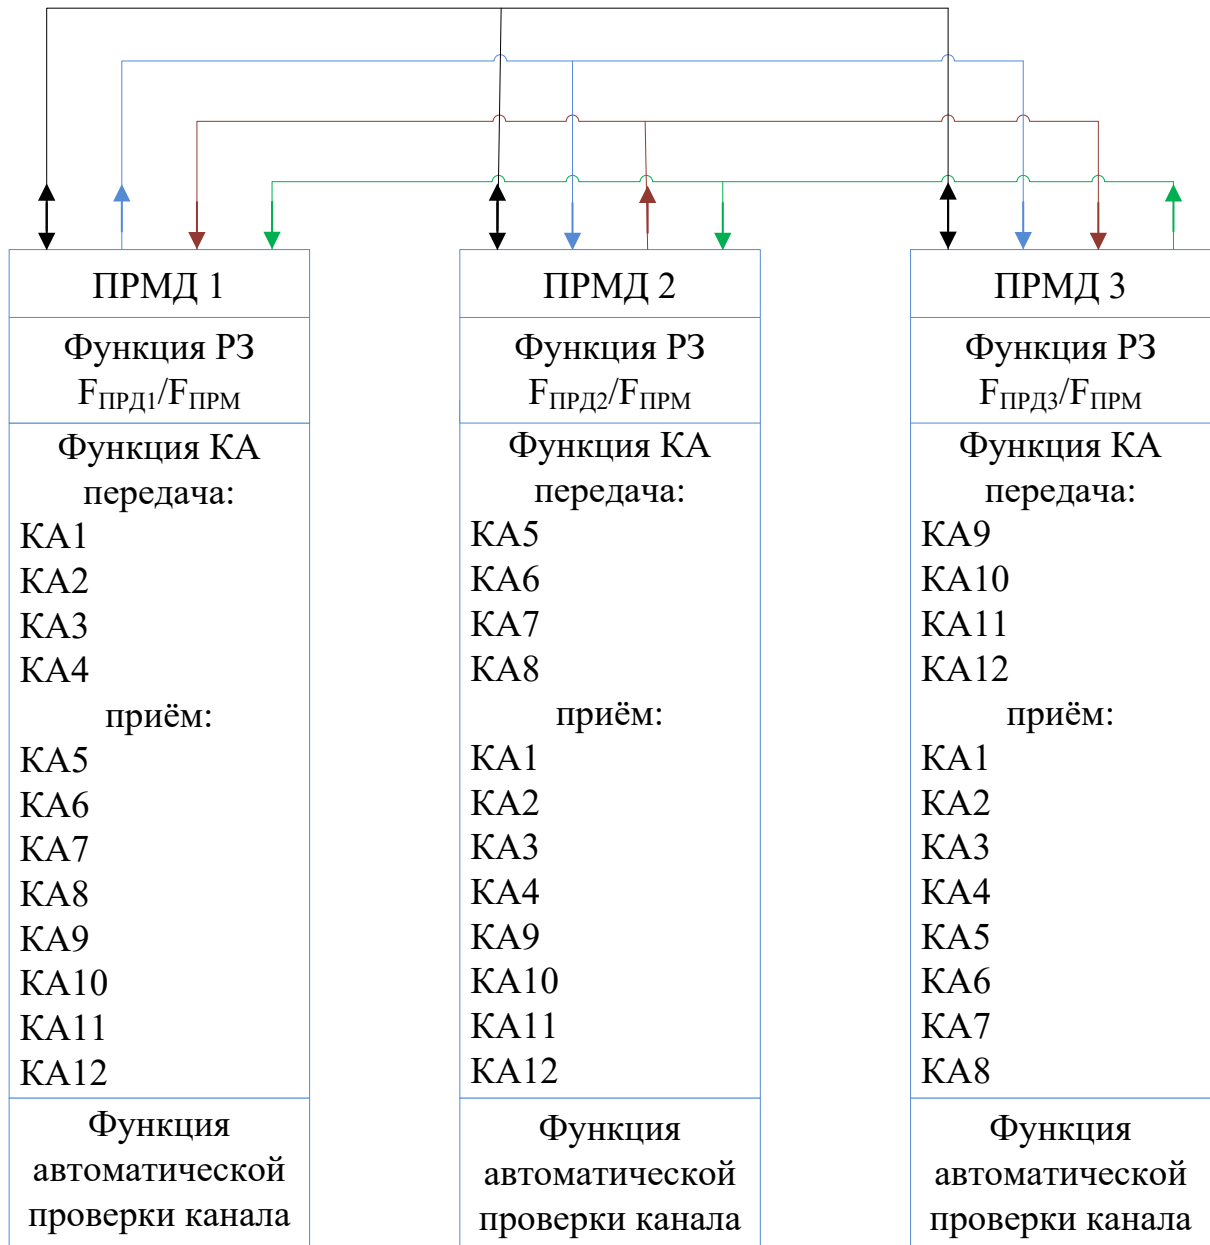 ПРМД 1
Функция РЗ
FПРД1/FПРМ
Функция КА
передача:
КА1
КА2
КА3
КА4
приём:
КА5
КА6
КА7
КА8
КА9
КА10
КА11
КА12
Функция
автоматической
проверки канала
ПРМД 2
Функция РЗ
FПРД2/FПРМ
Функция КА
передача:
КА5
КА6
КА7
КА8
приём:
КА1
КА2
КА3
КА4
КА9
КА10
КА11
КА12
Функция
автоматической
проверки канала
ПРМД 3
Функция РЗ
FПРД3/FПРМ
Функция КА
передача:
КА9
КА10
КА11
КА12
приём:
КА1
КА2
КА3
КА4
КА5
КА6
КА7
КА8
Функция
автоматической
проверки канала